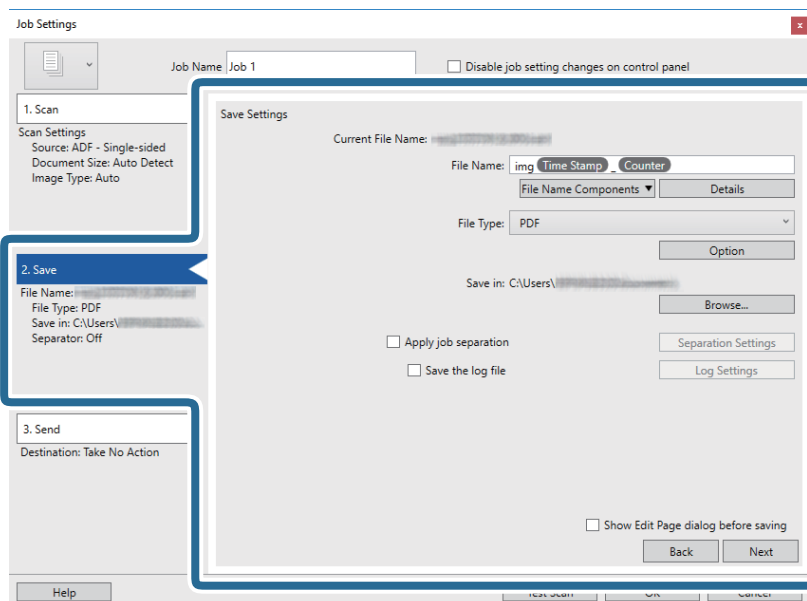 Job Settings
x
Job Name Job 1
Disable job setting changes on control panel
1. Scan
Scan Settings
Source: ADF - Single-sided
Document Size: Auto Detect
Image Type: Auto
2. Save
File Name:
File Type: PDF
Save in: C:\Users\
Separator: Off
3. Send
Destination: Take No Action
Save Settings
Current File Name:
File Name: img Time Stamp _ Counter
File Name Components ▼ Details
File Type: PDF
Option
Save in: C:\Users\
Browse...
Apply job separation Separation Settings
Save the log file Log Settings
Show Edit Page dialog before saving
Back Next
Help Test Scan OK Cancel